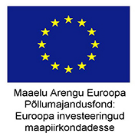 Maaelu Arengu Euroopa
Põllumajandusfond:
Euroopa investeeringud
maapiirkondadesse